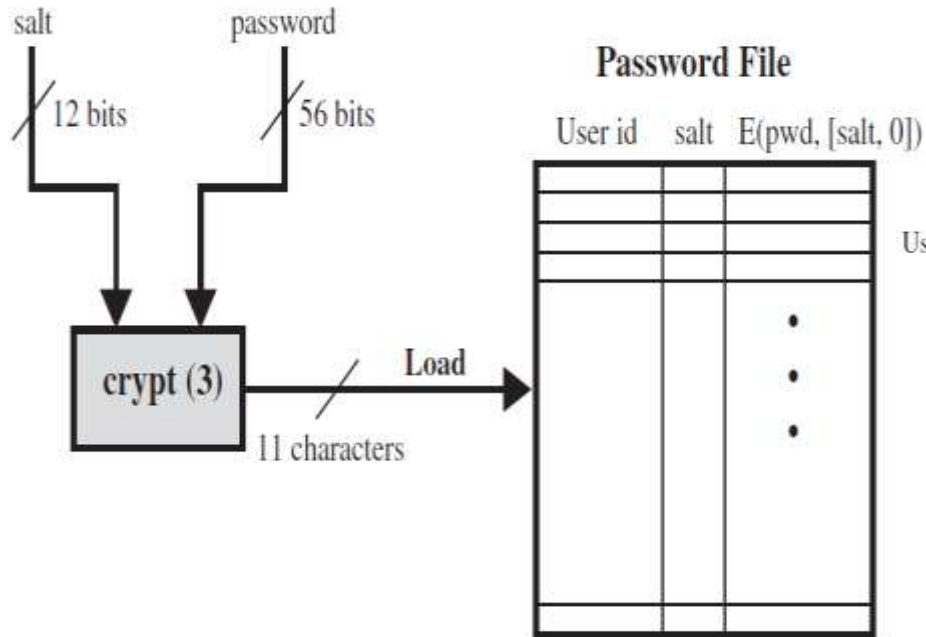 salt password
12 bits 56 bits
Password File
User id salt E(pwd, [salt, 0])
Us
crypt (3)
Load
11 characters